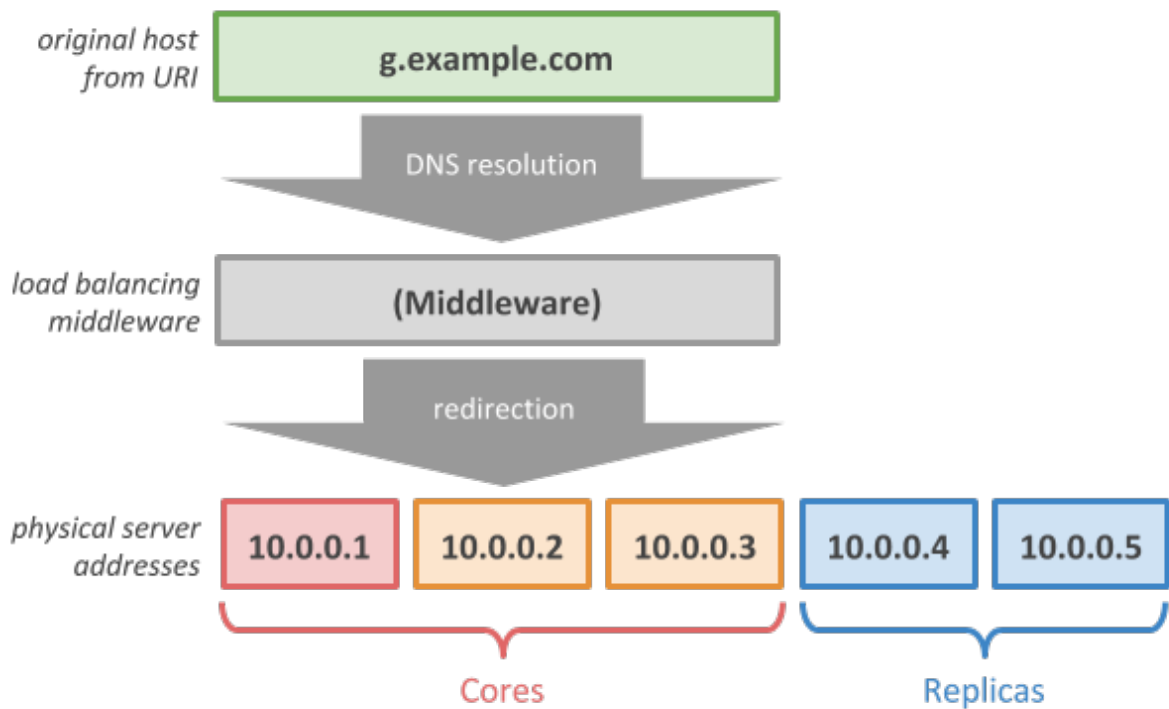 original host
from URI
g.example.com
DNS resolution
load balancing
middleware
(Middleware)
redirection
physical server
addresses
10.0.0.1
10.0.0.2
10.0.0.3
10.0.0.4
10.0.0.5
Cores
Replicas